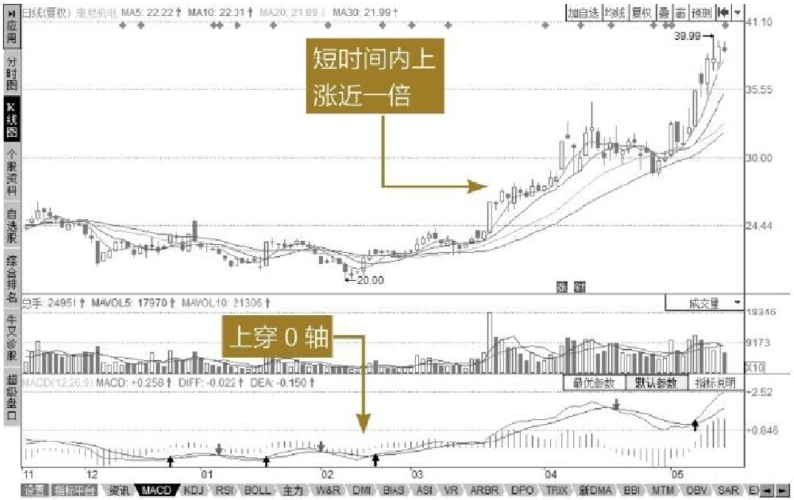 日线(复权) 康尼机电 MA5: 22.22↑ MA10: 22.01↑ MA20: 21.89↓ MA30: 21.99↑
加自选 均线 复权 叠 预测
应用
分时图
K线图
个股资料
自选股
综合排名
牛叉诊股
超级盘口
41.10
39.99
35.55
30.00
24.44
短时间内上
涨近一倍
20.00
涨 财
总手: 24951↑ MAVOL5: 17970↑ MAVOL10: 21306↑
成交量
18346
9173
X10
上穿 0 轴
MACD(12,26,9) MACD: +0.258↑ DIFF: -0.022↑ DEA: -0.150↑
最优参数 默认参数 指标说明
+2.52
+0.846
11 12 01 02 03 04 05
设置 指标平台 资讯 MACD KDJ RSI BOLL 主力 W&R DMI BIAS ASI VR ARBR DPO TRIX 新DMA BBI MTM OBV SAR